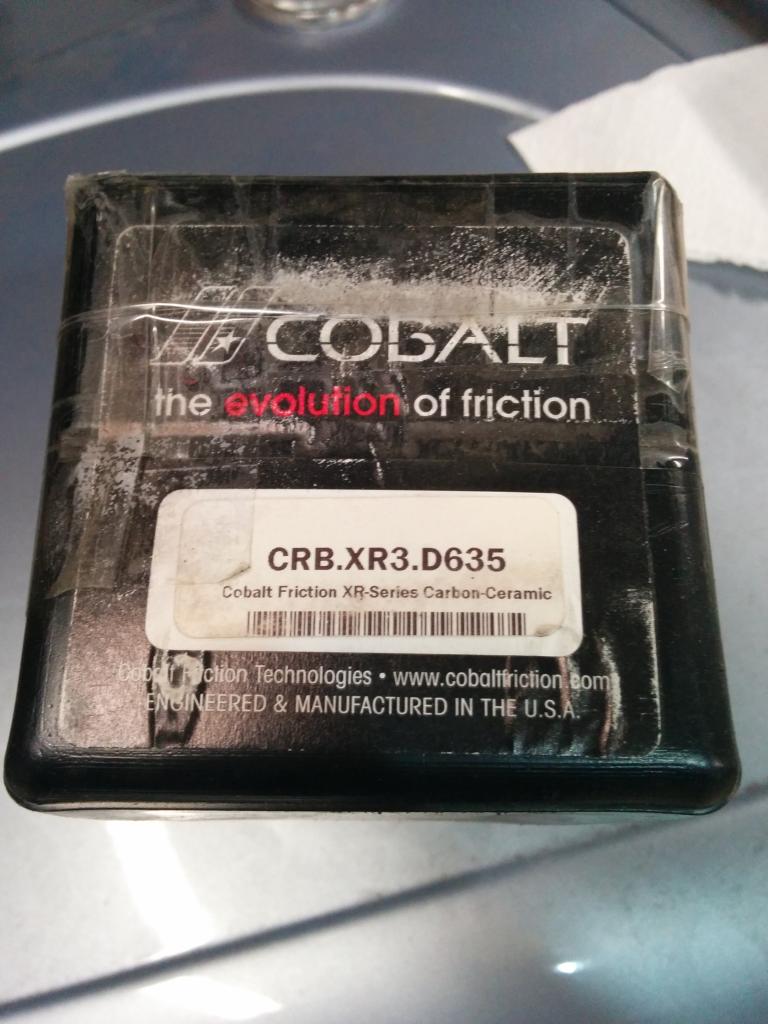 COBALT
the evolution of friction
CRB.XR3.D635
Cobalt Friction XR-Series Carbon-Ceramic
Cobalt Friction Technologies • www.cobaltfriction.com
ENGINEERED & MANUFACTURED IN THE U.S.A.